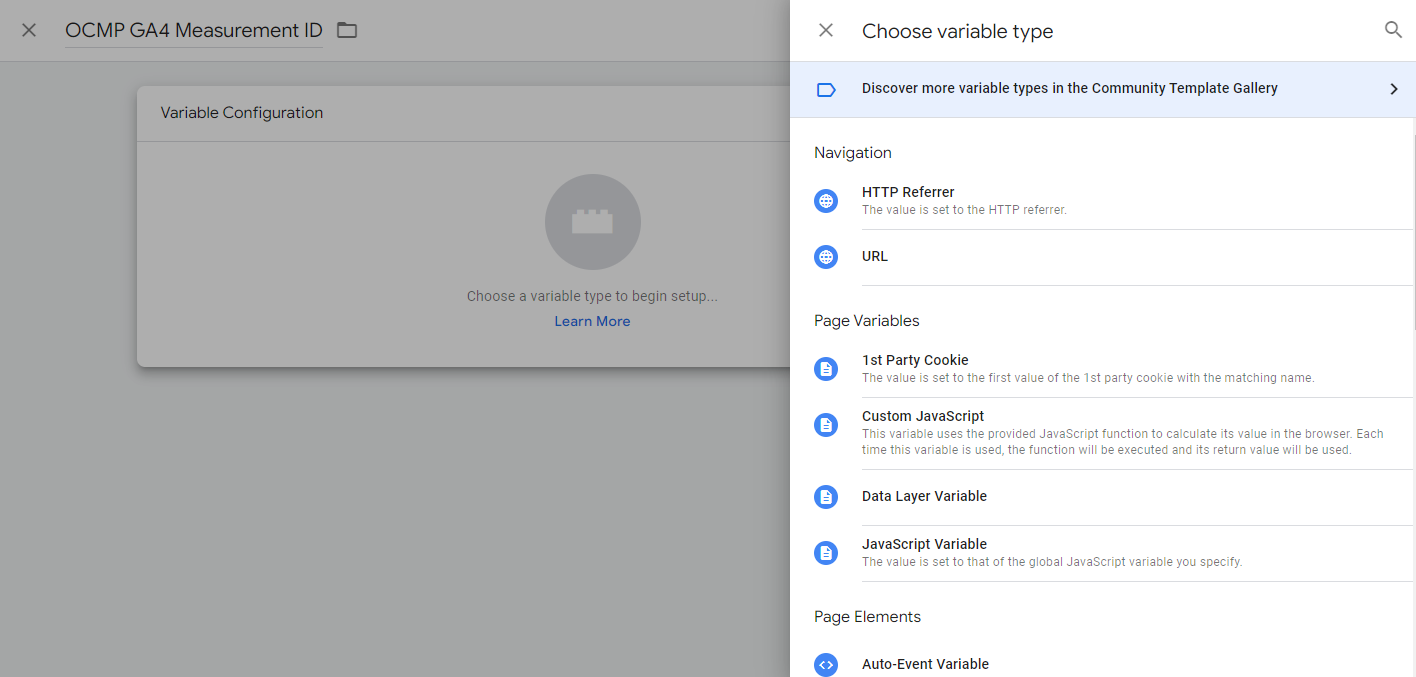 OCMP GA4 Measurement ID
Variable Configuration
Choose a variable type to begin setup...
Learn More
Choose variable type
Discover more variable types in the Community Template Gallery
Navigation
HTTP Referrer
The value is set to the HTTP referrer.
URL
Page Variables
1st Party Cookie
The value is set to the first value of the 1st party cookie with the matching name.
Custom JavaScript
This variable uses the provided JavaScript function to calculate its value in the browser. Each
time this variable is used, the function will be executed and its return value will be used.
Data Layer Variable
JavaScript Variable
The value is set to that of the global JavaScript variable you specify.
Page Elements
Auto-Event Variable